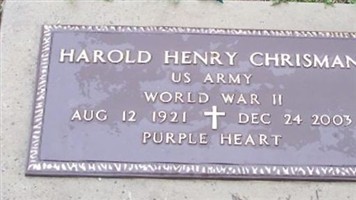 HAROLD HENRY CHRISMAN
US ARMY
WORLD WAR II
AUG 12 1921 ✝ DEC 24 2003
PURPLE HEART